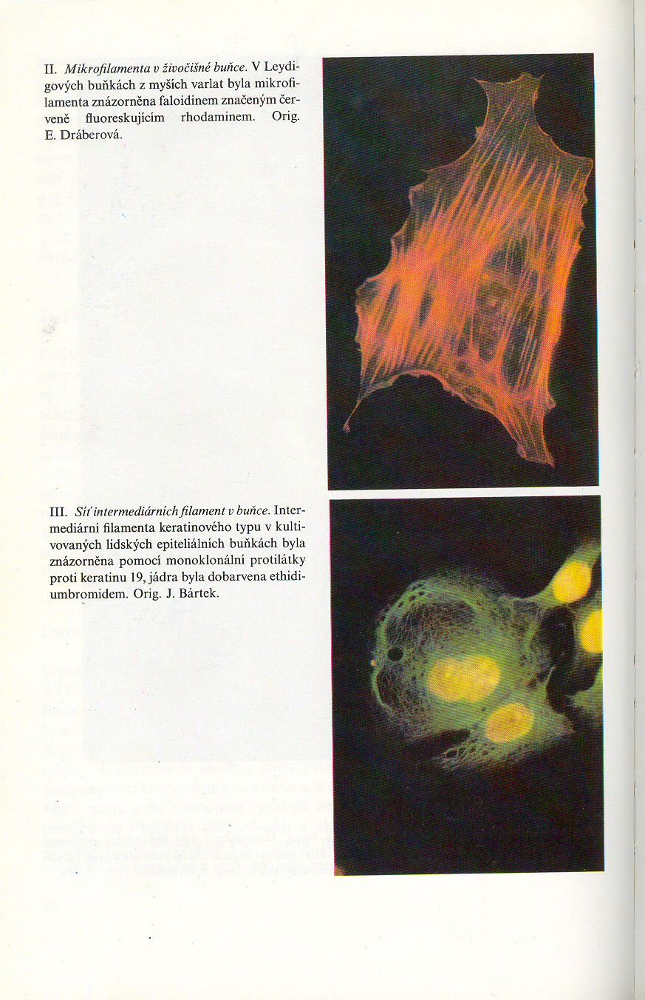 II. Mikrofilamenta v živočišné buňce. V Leydi-
gových buňkách z myších varlat byla mikrofi-
lamenta znázorněna faloidinem značeným čer-
veně fluoreskujícím rhodaminem. Orig.
E. Dráberová.
III. Síť intermediárních filament v buňce. Inter-
mediární filamenta keratinového typu v kulti-
vovaných lidských epiteliálních buňkách byla
znázorněna pomocí monoklonální protilátky
proti keratinu 19, jádra byla dobarvena ethidi-
umbromidem. Orig. J. Bártek.